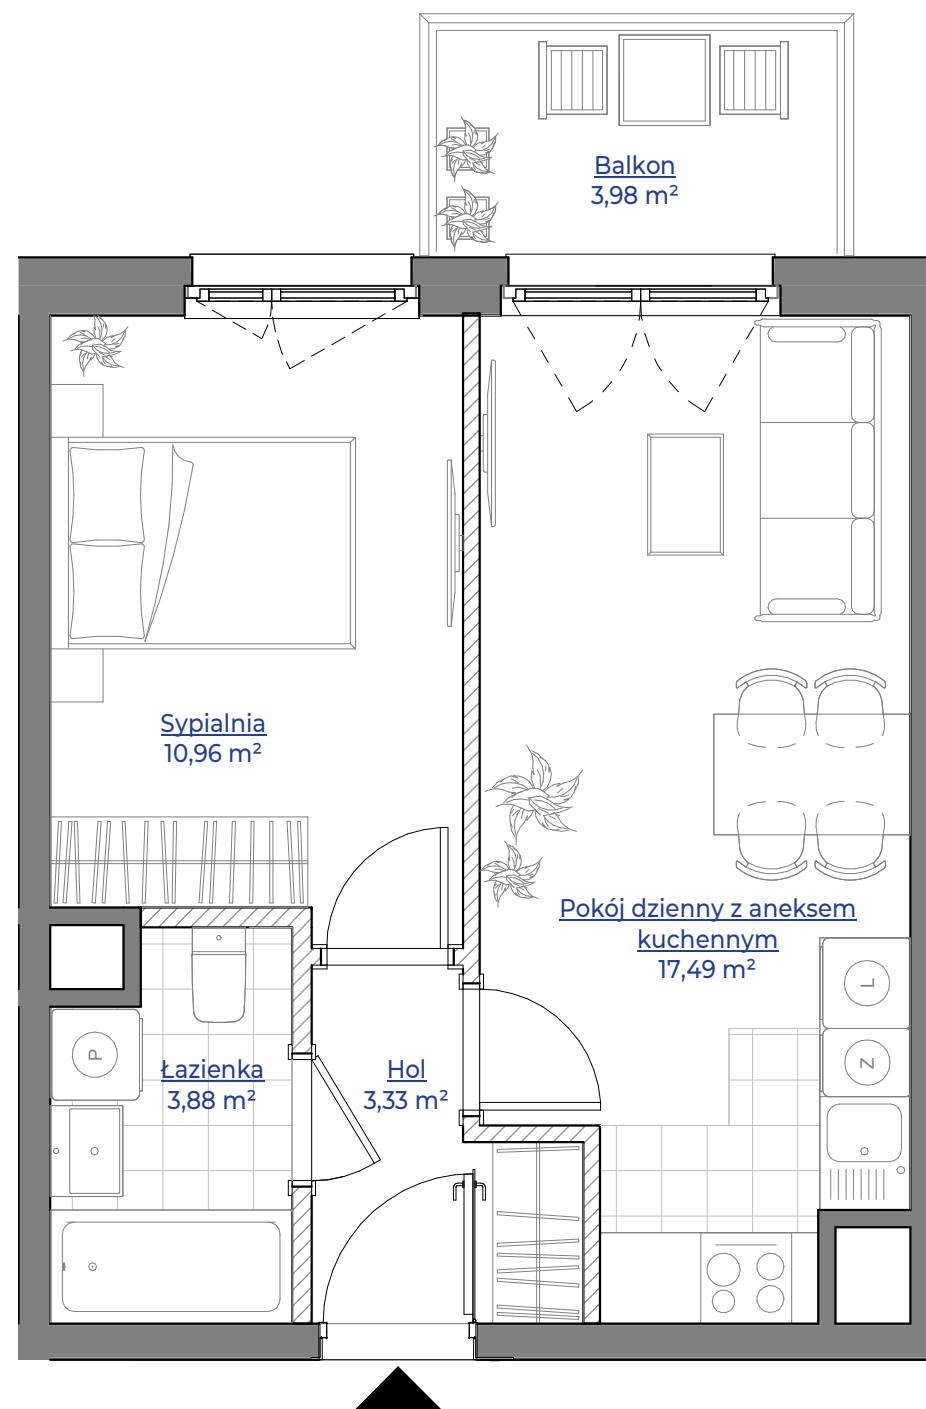 Balkon
3,98 m²
Sypialnia
10,96 m²
Pokój dzienny z aneksem
kuchennym
17,49 m²
L
Z
P
Łazienka
3,88 m²
Hol
3,33 m²